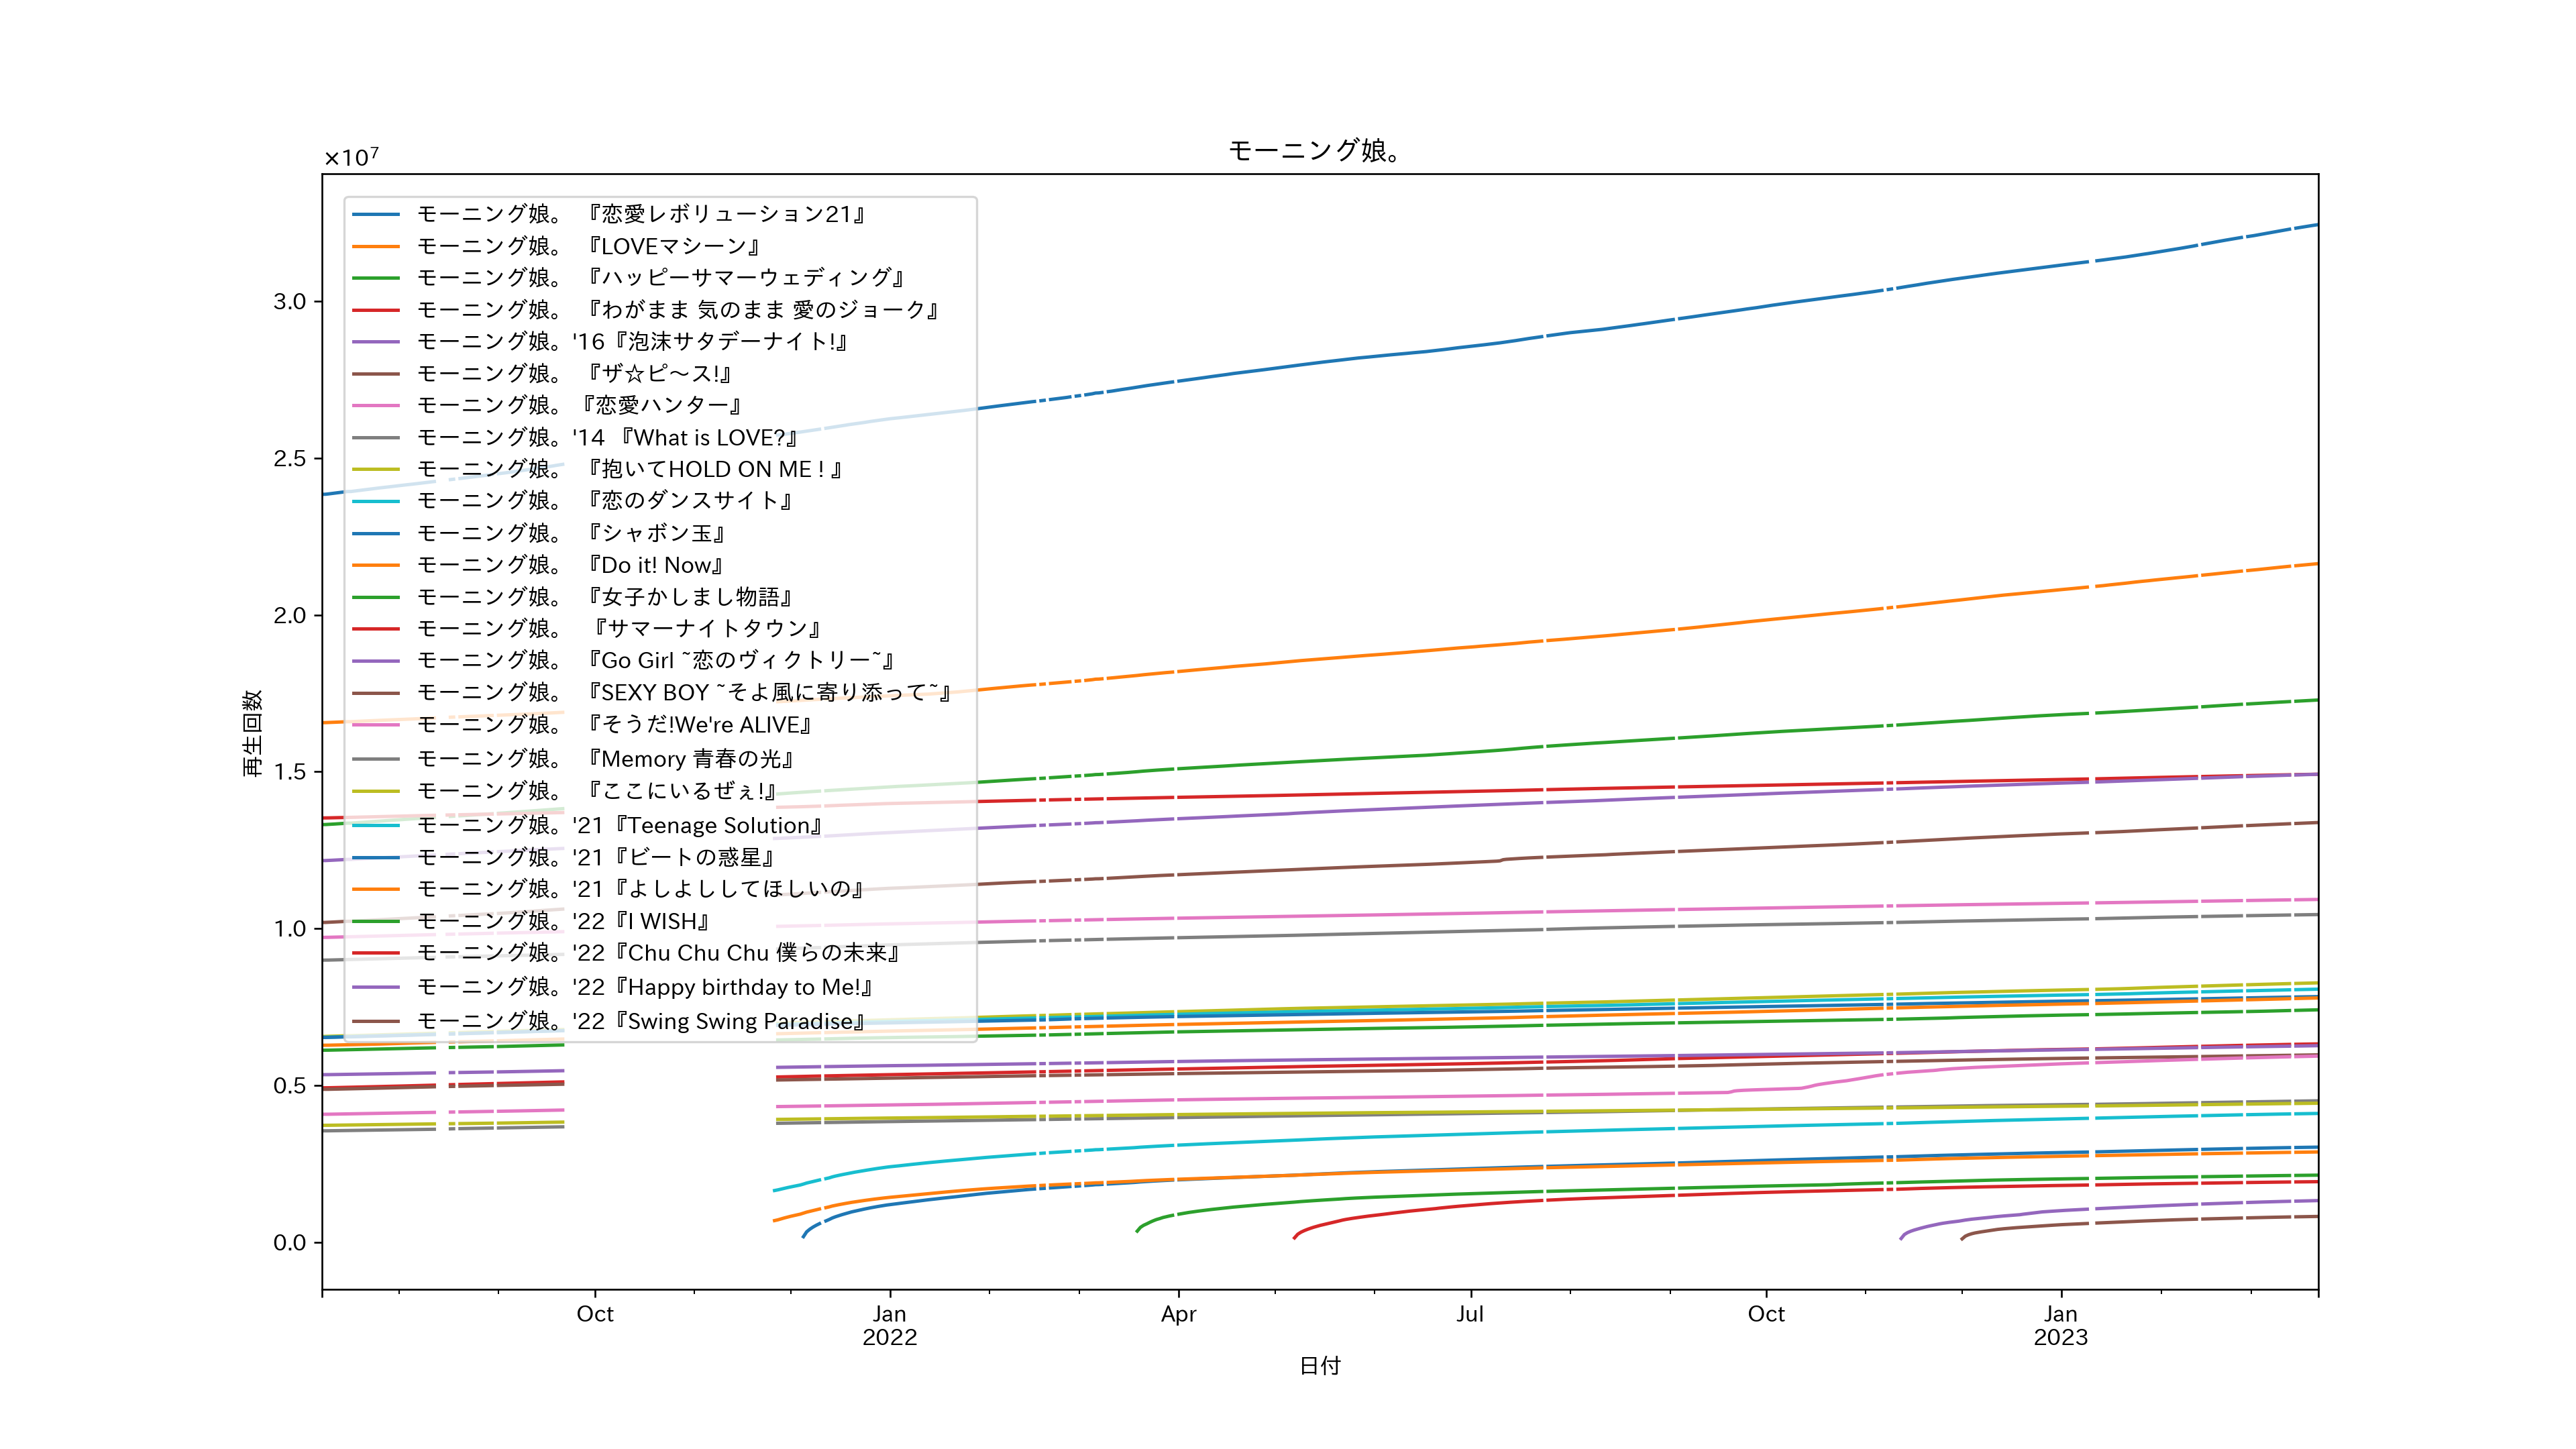 モーニング娘。
×10⁷
モーニング娘。 『恋愛レボリューション21』
モーニング娘。 『LOVEマシーン』
モーニング娘。 『ハッピーサマーウェディング』
モーニング娘。 『わがまま 気のまま 愛のジョーク』
モーニング娘。'16『泡沫サタデーナイト!』
モーニング娘。 『ザ☆ピ〜ス!』
モーニング娘。『恋愛ハンター』
モーニング娘。'14 『What is LOVE?』
モーニング娘。 『抱いてHOLD ON ME ! 』
モーニング娘。 『恋のダンスサイト』
モーニング娘。 『シャボン玉』
モーニング娘。 『Do it! Now』
モーニング娘。 『女子かしまし物語』
モーニング娘。 『サマーナイトタウン』
モーニング娘。 『Go Girl ~恋のヴィクトリー~』
モーニング娘。 『SEXY BOY ~そよ風に寄り添って~』
モーニング娘。 『そうだ!We're ALIVE』
モーニング娘。 『Memory 青春の光』
モーニング娘。 『ここにいるぜぇ!』
モーニング娘。'21『Teenage Solution』
モーニング娘。'21『ビートの惑星』
モーニング娘。'21『よしよししてほしいの』
モーニング娘。'22『I WISH』
モーニング娘。'22『Chu Chu Chu 僕らの未来』
モーニング娘。'22『Happy birthday to Me!』
モーニング娘。'22『Swing Swing Paradise』
再生回数
3.0
2.5
2.0
1.5
1.0
0.5
0.0
Oct Jan Apr Jul Oct Jan
2022 2023
日付